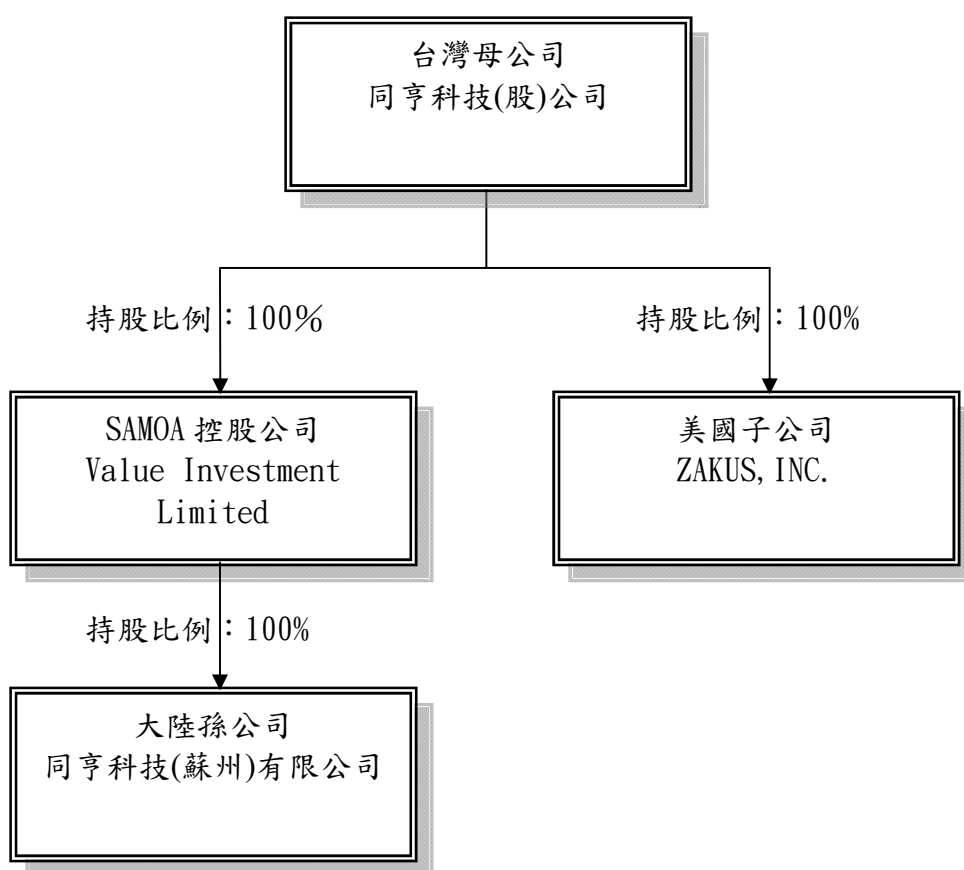 台灣母公司
同亨科技(股)公司
持股比例：100％
持股比例：100%
SAMOA 控股公司
Value Investment
Limited
美國子公司
ZAKUS, INC.
持股比例：100%
大陸孫公司
同亨科技(蘇州)有限公司